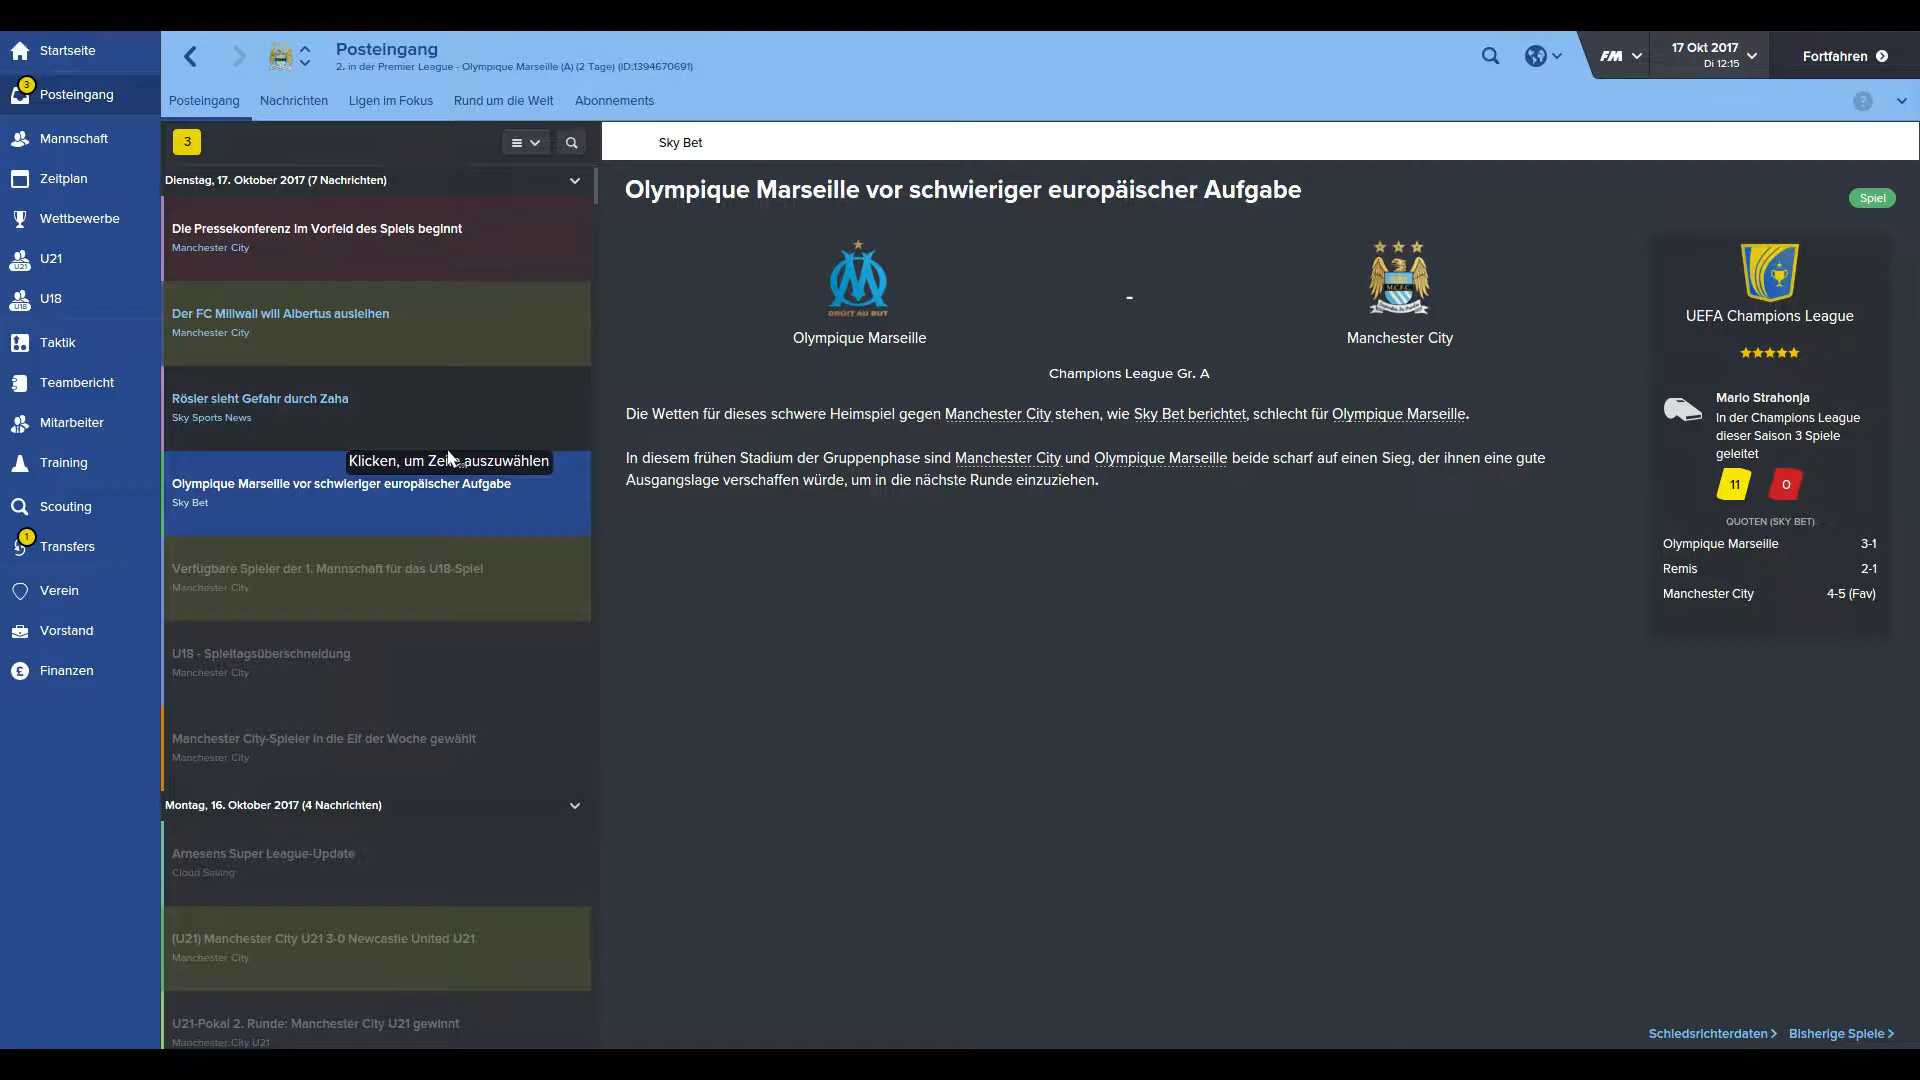 Startseite
3
Posteingang
Mannschaft
Zeitplan
Wettbewerbe
U21
U21
U18
U18
Taktik
Teambericht
Mitarbeiter
Training
Scouting
1
Transfers
Verein
Vorstand
Finanzen
Posteingang
2. in der Premier League - Olympique Marseille (A) (2 Tage) (ID:1394670691)
FM
17 Okt 2017
Di 12:15
Fortfahren
Posteingang
Nachrichten
Ligen im Fokus
Rund um die Welt
Abonnements
?
3
Dienstag, 17. Oktober 2017 (7 Nachrichten)
Die Pressekonferenz im Vorfeld des Spiels beginnt
Manchester City
Der FC Millwall will Albertus ausleihen
Manchester City
Rösler sieht Gefahr durch Zaha
Sky Sports News
Klicken, um Zeile auszuwählen
Olympique Marseille vor schwieriger europäischer Aufgabe
Sky Bet
Verfügbare Spieler der 1. Mannschaft für das U18-Spiel
Manchester City
U18 - Spieltagsüberschneidung
Manchester City
Manchester City-Spieler in die Elf der Woche gewählt
Manchester City
Montag, 16. Oktober 2017 (4 Nachrichten)
Arnesens Super League-Update
Cloud Saving
(U21) Manchester City U21 3-0 Newcastle United U21
Manchester City
U21-Pokal 2. Runde: Manchester City U21 gewinnt
Manchester City U21
Sky Bet
Olympique Marseille vor schwieriger europäischer Aufgabe
Spiel
DROIT AU BUT
M.C.F.C.
Olympique Marseille
-
Manchester City
Champions League Gr. A
Die Wetten für dieses schwere Heimspiel gegen Manchester City stehen, wie Sky Bet berichtet, schlecht für Olympique Marseille.
In diesem frühen Stadium der Gruppenphase sind Manchester City und Olympique Marseille beide scharf auf einen Sieg, der ihnen eine gute
Ausgangslage verschaffen würde, um in die nächste Runde einzuziehen.
UEFA Champions League
Mario Strahonja
In der Champions League
dieser Saison 3 Spiele
geleitet
11
0
QUOTEN (SKY BET)
Olympique Marseille 3-1
Remis 2-1
Manchester City 4-5 (Fav)
Schiedsrichterdaten
Bisherige Spiele